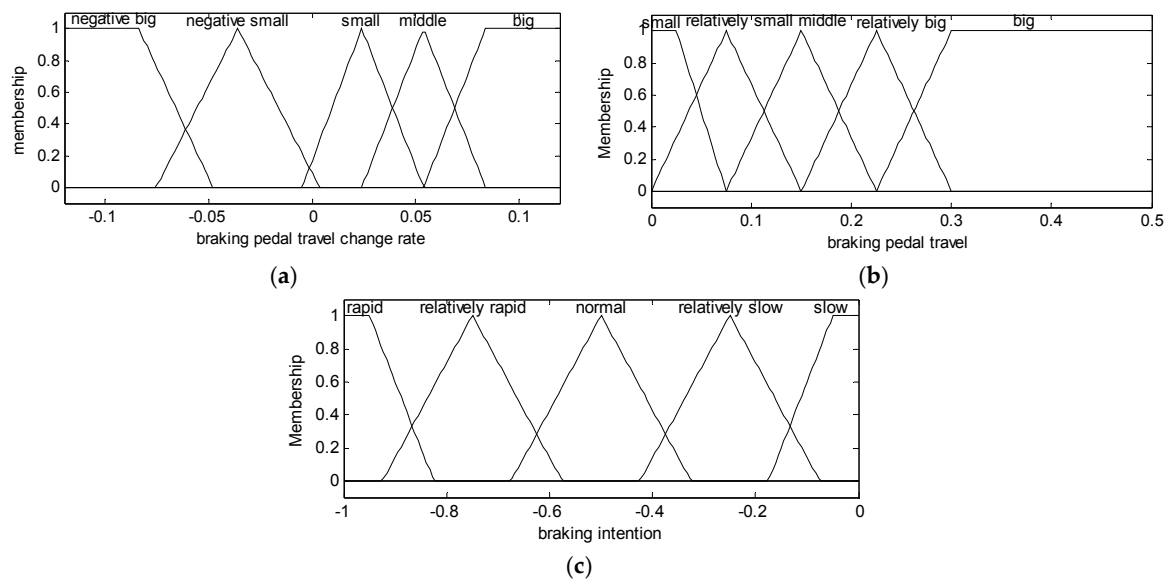 negative big negative small small middle big
membership
1
0.8
0.6
0.4
0.2
0
-0.1 -0.05 0 0.05 0.1
braking pedal travel change rate
(a)
small relatively small middle relatively big big
Membership
1
0.8
0.6
0.4
0.2
0
0 0.1 0.2 0.3 0.4 0.5
braking pedal travel
(b)
rapid relatively rapid normal relatively slow slow
Membership
1
0.8
0.6
0.4
0.2
0
-1 -0.8 -0.6 -0.4 -0.2 0
braking intention
(c)